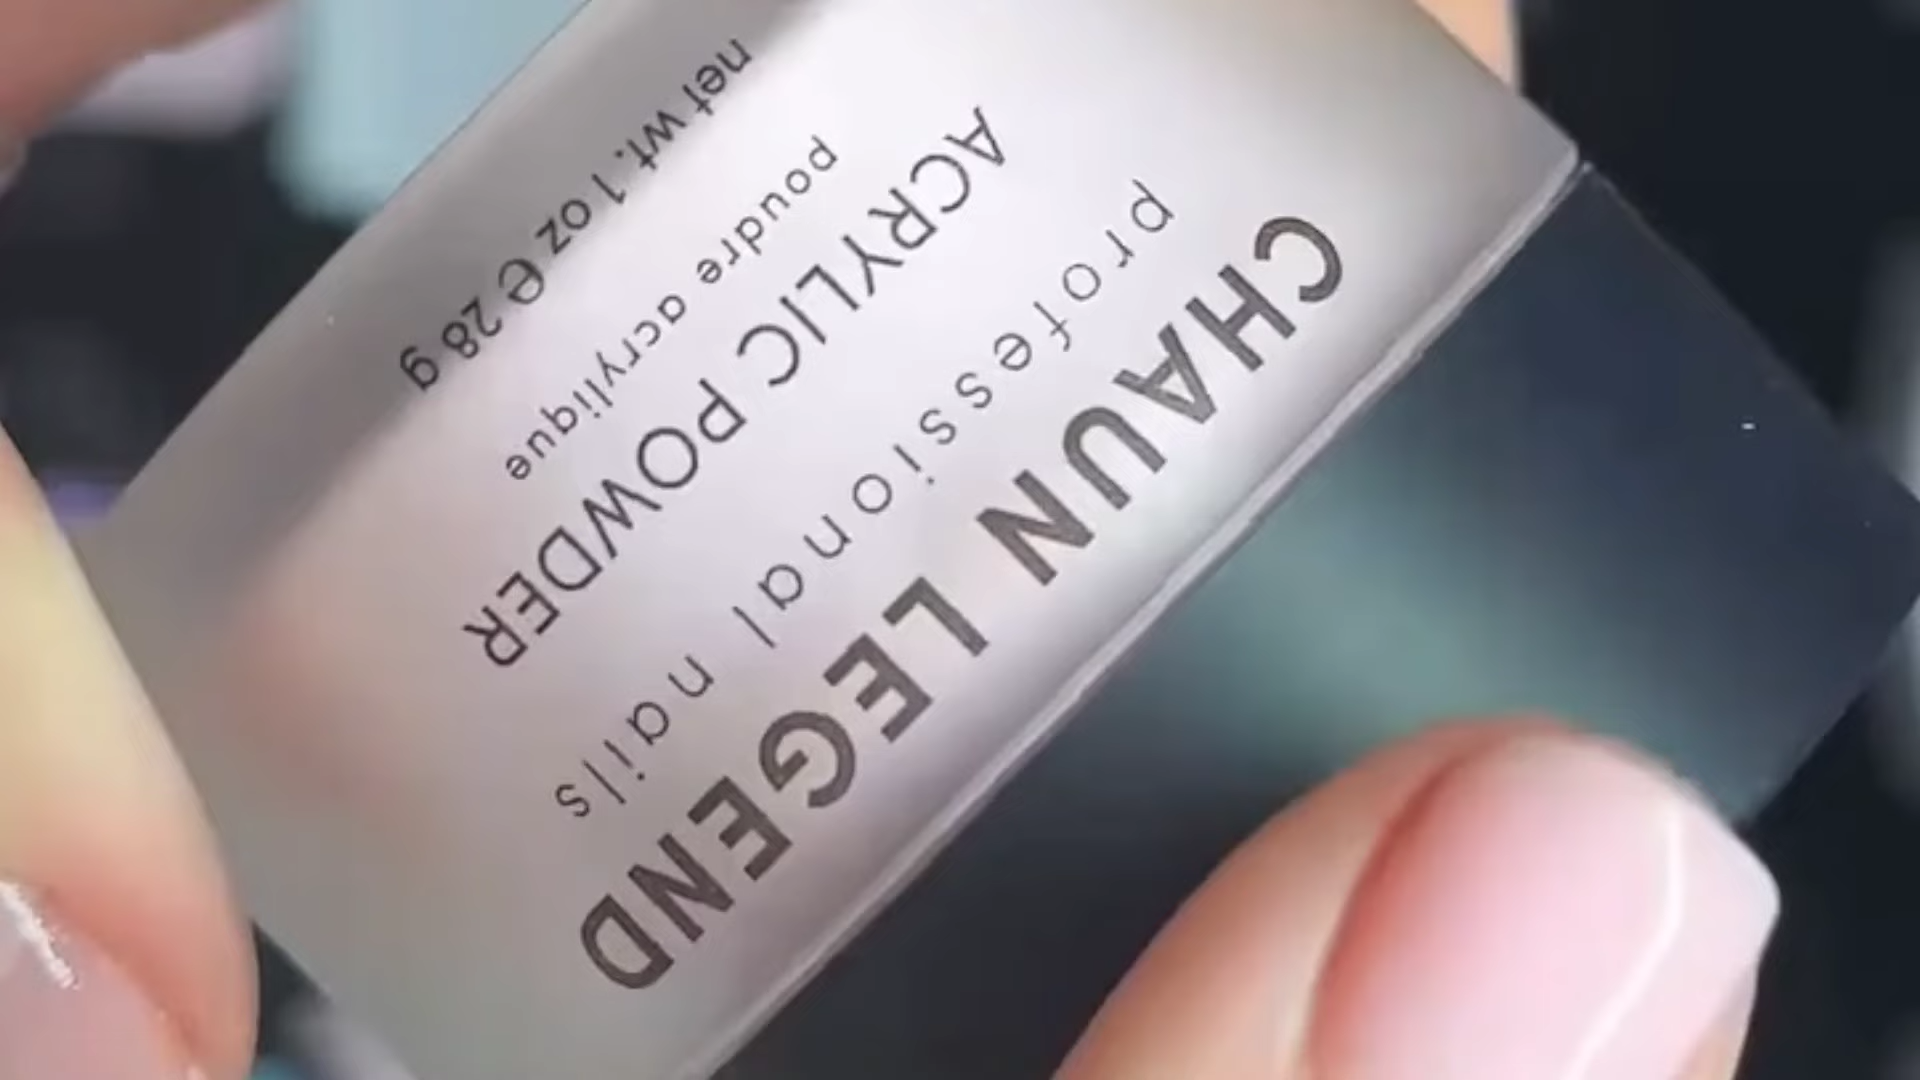 CHAUN LEGEND
professional nails
ACRYLIC POWDER
poudre acrylique
net wt. 1 oz ℮ 28 g